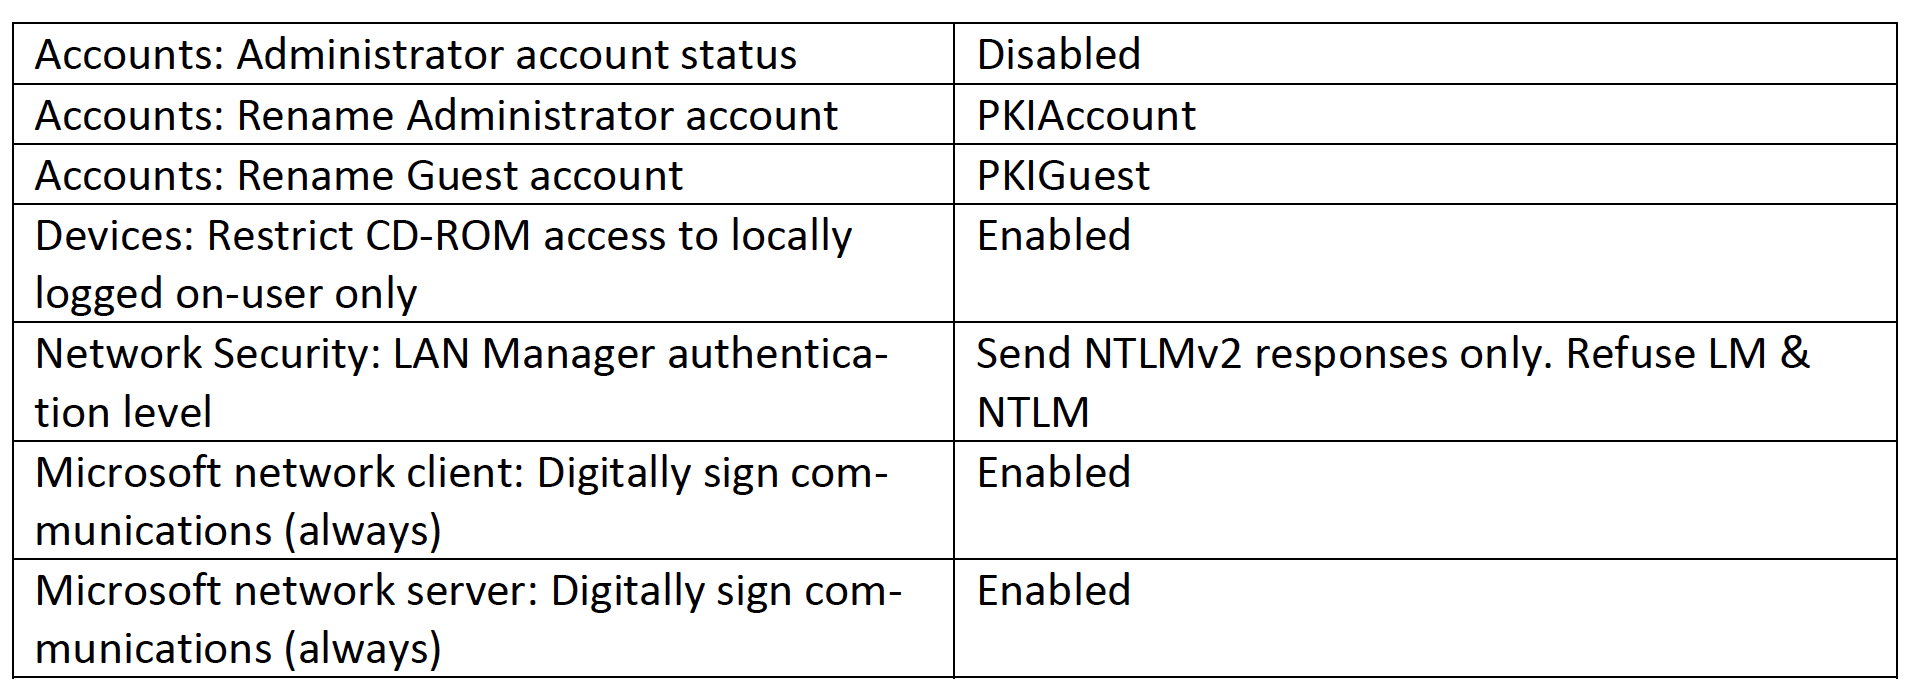 Accounts: Administrator account status
Disabled
Accounts: Rename Administrator account
PKIAccount
Accounts: Rename Guest account
PKIGuest
Devices: Restrict CD-ROM access to locally
logged on-user only
Enabled
Network Security: LAN Manager authentica-
tion level
Send NTLMv2 responses only. Refuse LM &
NTLM
Microsoft network client: Digitally sign com-
munications (always)
Enabled
Microsoft network server: Digitally sign com-
munications (always)
Enabled